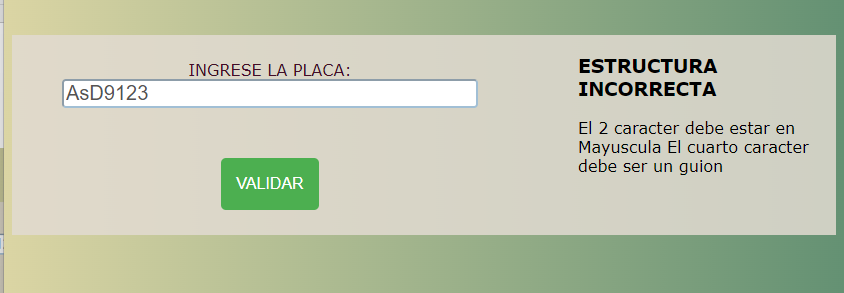 INGRESE LA PLACA:
AsD9123
VALIDAR
ESTRUCTURA
INCORRECTA
El 2 caracter debe estar en
Mayuscula El cuarto caracter
debe ser un guion